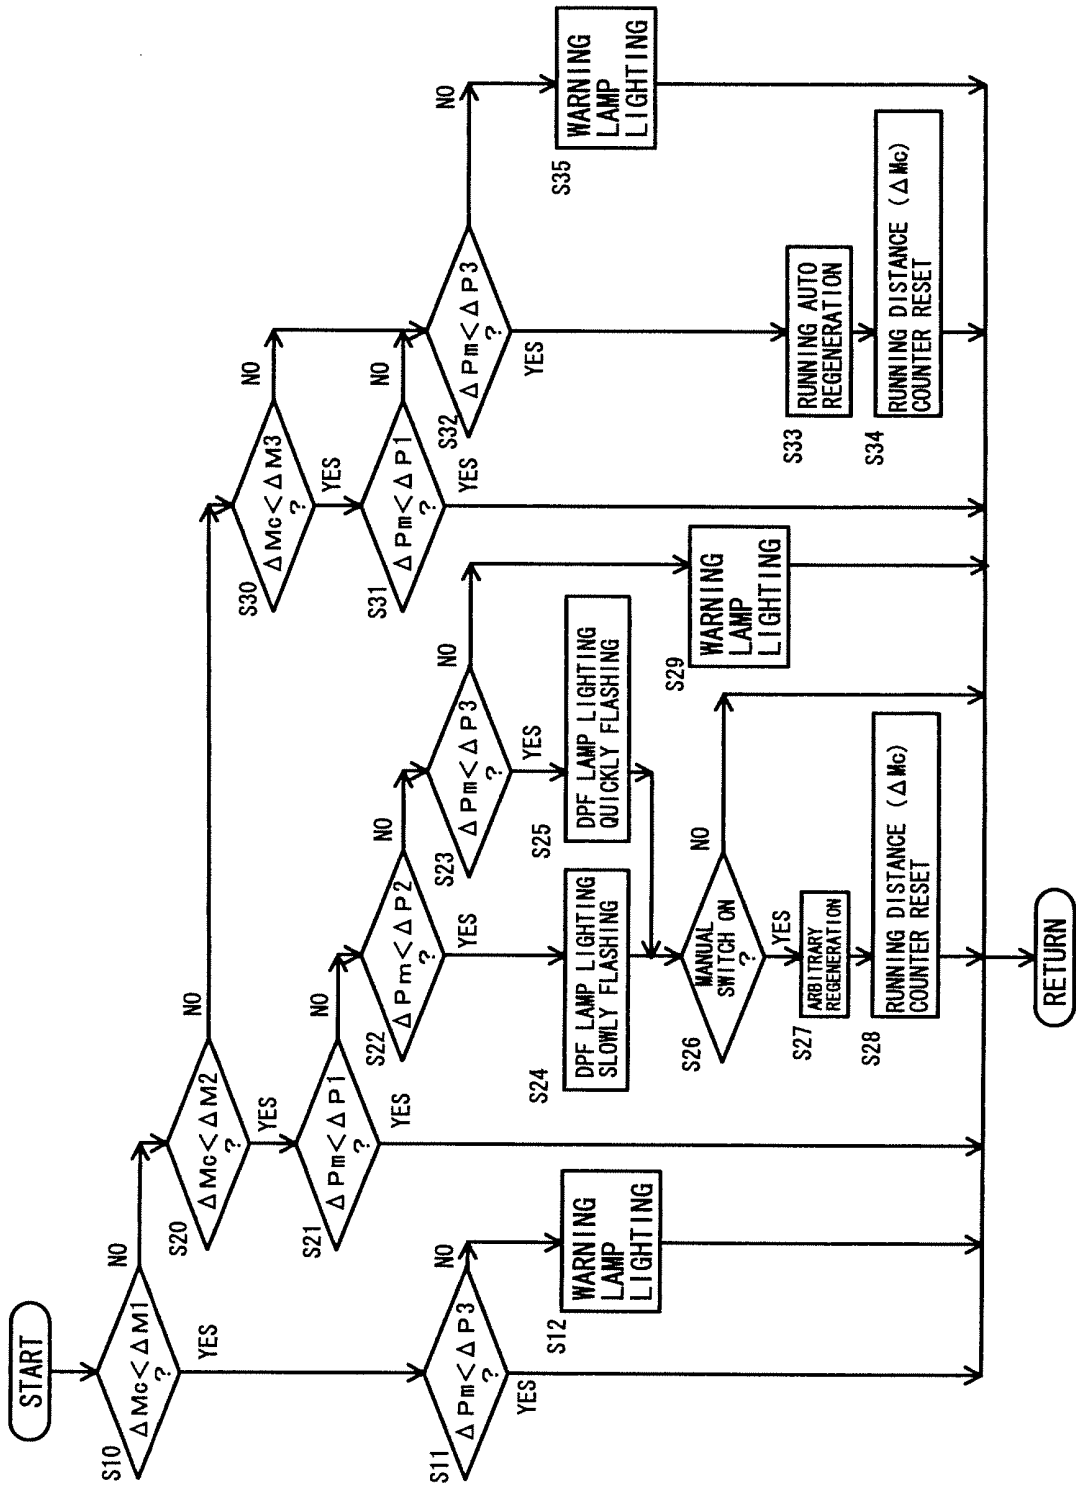 START
S10
ΔMc<ΔM1
?
NO
YES
S11
ΔPm<ΔP3
?
NO
YES
S12
WARNING
LAMP
LIGHTING
S20
ΔMc<ΔM2
?
NO
YES
S21
ΔPm<ΔP1
?
NO
YES
S22
ΔPm<ΔP2
?
NO
YES
S23
ΔPm<ΔP3
?
NO
YES
S24
DPF LAMP LIGHTING
SLOWLY FLASHING
S25
DPF LAMP LIGHTING
QUICKLY FLASHING
S26
MANUAL
SWITCH ON
?
NO
YES
S27
ARBITRARY
REGENERATION
S28
RUNNING DISTANCE (ΔMc)
COUNTER RESET
S29
WARNING
LAMP
LIGHTING
S30
ΔMc<ΔM3
?
NO
YES
S31
ΔPm<ΔP1
?
NO
YES
S32
ΔPm<ΔP3
?
NO
YES
S33
RUNNING AUTO
REGENERATION
S34
RUNNING DISTANCE (ΔMc)
COUNTER RESET
S35
WARNING
LAMP
LIGHTING
RETURN